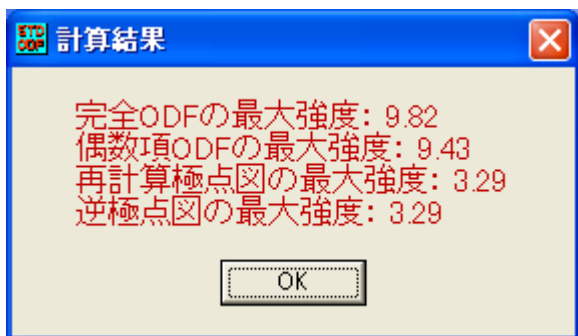 STD
ODF
計算結果
完全ODFの最大強度: 9.82
偶数項ODFの最大強度: 9.43
再計算極点図の最大強度: 3.29
逆極点図の最大強度: 3.29
OK